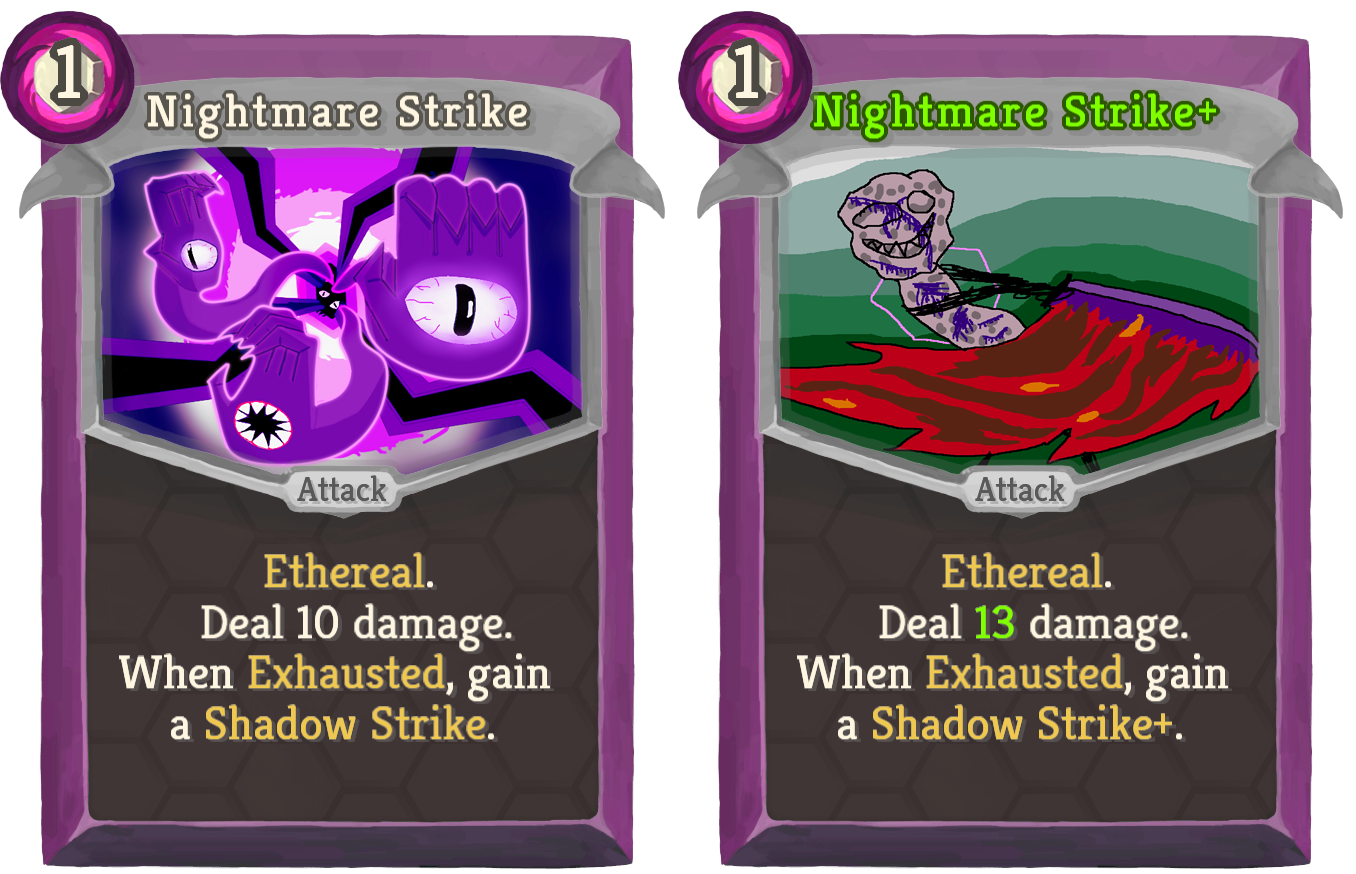 1
Nightmare Strike
Attack
Ethereal.
Deal 10 damage.
When Exhausted, gain
a Shadow Strike.
1
Nightmare Strike+
Attack
Ethereal.
Deal 13 damage.
When Exhausted, gain
a Shadow Strike+.